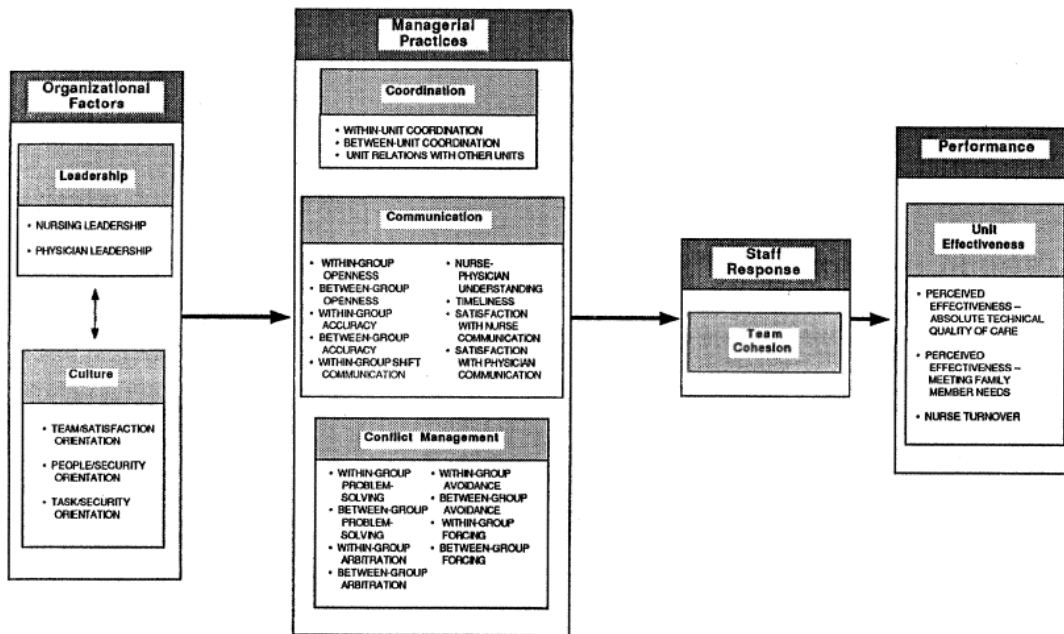 Organizational
Factors
Leadership
• NURSING LEADERSHIP
• PHYSICIAN LEADERSHIP
Culture
• TEAM/SATISFACTION
ORIENTATION
• PEOPLE/SECURITY
ORIENTATION
• TASK/SECURITY
ORIENTATION
Managerial
Practices
Coordination
• WITHIN-UNIT COORDINATION
• BETWEEN-UNIT COORDINATION
• UNIT RELATIONS WITH OTHER UNITS
Communication
• WITHIN-GROUP
OPENNESS
• BETWEEN-GROUP
OPENNESS
• WITHIN-GROUP
ACCURACY
• BETWEEN-GROUP
ACCURACY
• WITHIN-GROUP SHIFT
COMMUNICATION
• NURSE-
PHYSICIAN
UNDERSTANDING
• TIMELINESS
• SATISFACTION
WITH NURSE
COMMUNICATION
• SATISFACTION
WITH PHYSICIAN
COMMUNICATION
Conflict Management
• WITHIN-GROUP
PROBLEM-
SOLVING
• BETWEEN-GROUP
PROBLEM-
SOLVING
• WITHIN-GROUP
ARBITRATION
• BETWEEN-GROUP
ARBITRATION
• WITHIN-GROUP
AVOIDANCE
• BETWEEN-GROUP
AVOIDANCE
• WITHIN-GROUP
FORCING
• BETWEEN-GROUP
FORCING
Staff
Response
Team
Cohesion
Performance
Unit
Effectiveness
• PERCEIVED
EFFECTIVENESS –
ABSOLUTE TECHNICAL
QUALITY OF CARE
• PERCEIVED
EFFECTIVENESS –
MEETING FAMILY
MEMBER NEEDS
• NURSE TURNOVER